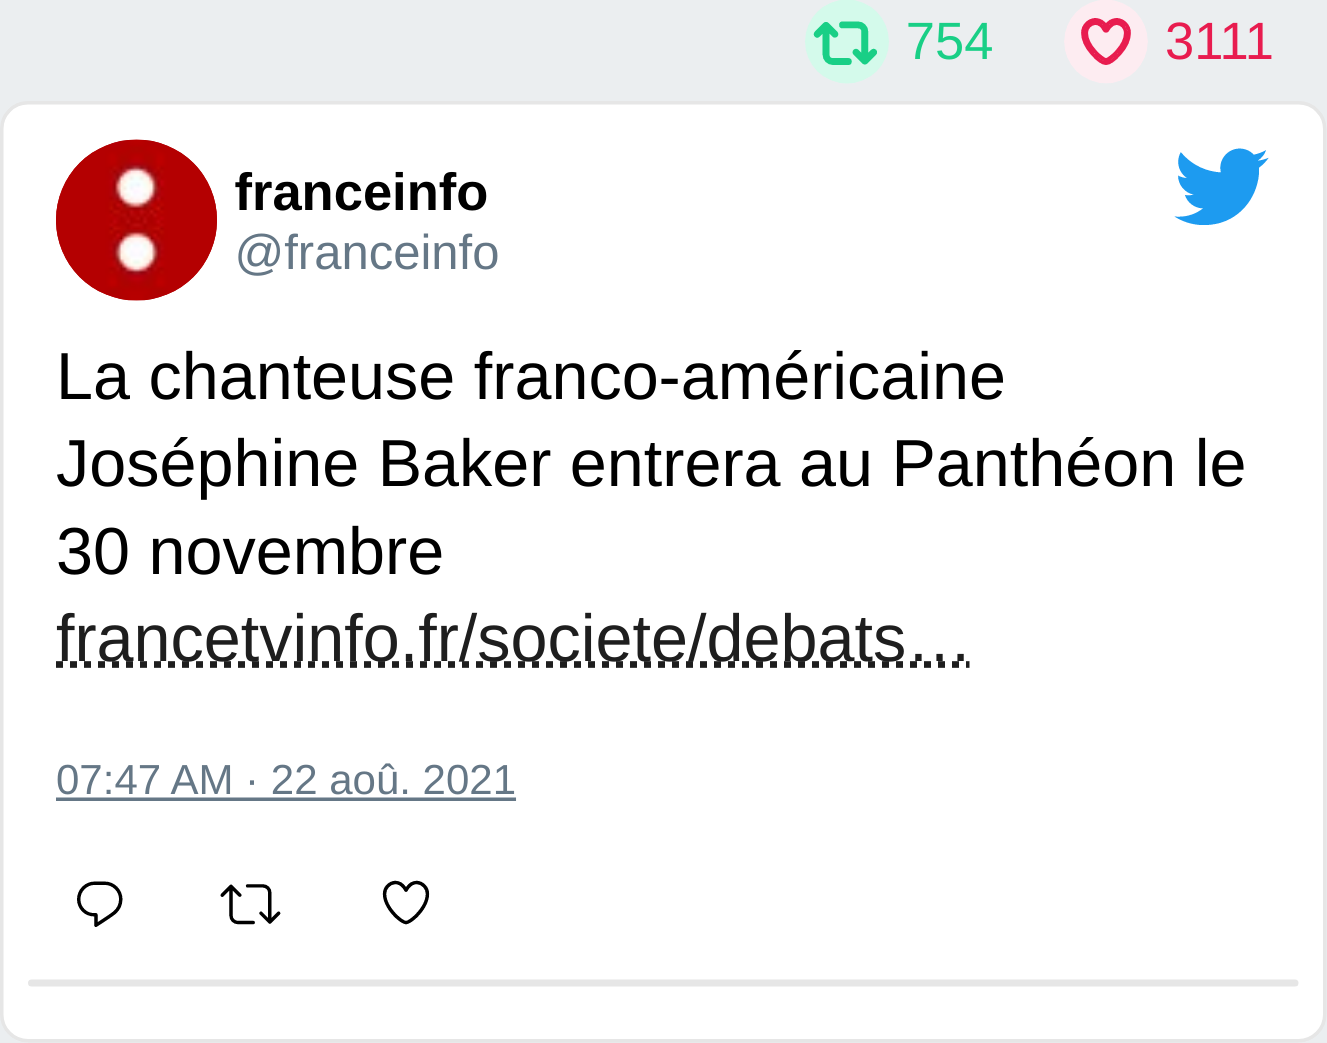 754 3111
franceinfo
@franceinfo
La chanteuse franco-américaine
Joséphine Baker entrera au Panthéon le
30 novembre
francetvinfo.fr/societe/debats...
07:47 AM · 22 aoû. 2021